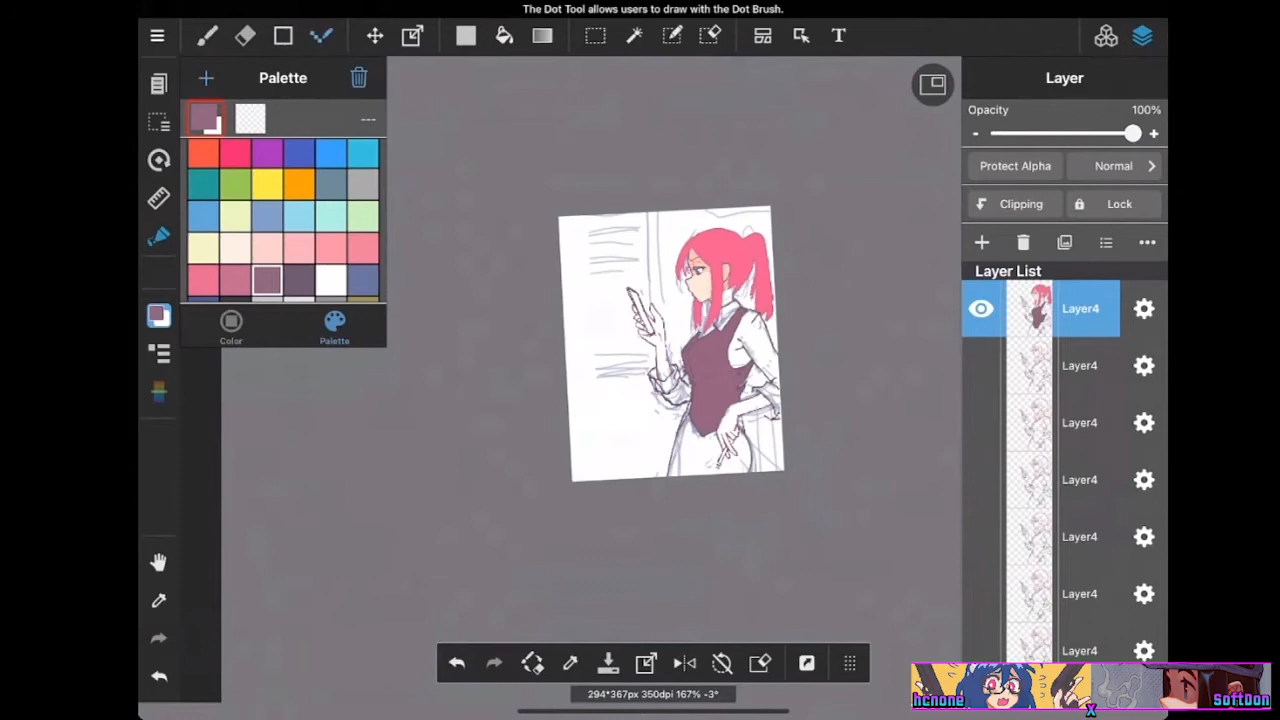 The Dot Tool allows users to draw with the Dot Brush.
T
Palette
Layer
Opacity
100%
Protect Alpha
Normal
Clipping
Lock
Layer List
Layer4
Layer4
Layer4
Layer4
Layer4
Layer4
Layer4
Color
Palette
294*367px 350dpi 167% -3°
hcnone
X
SoftDon